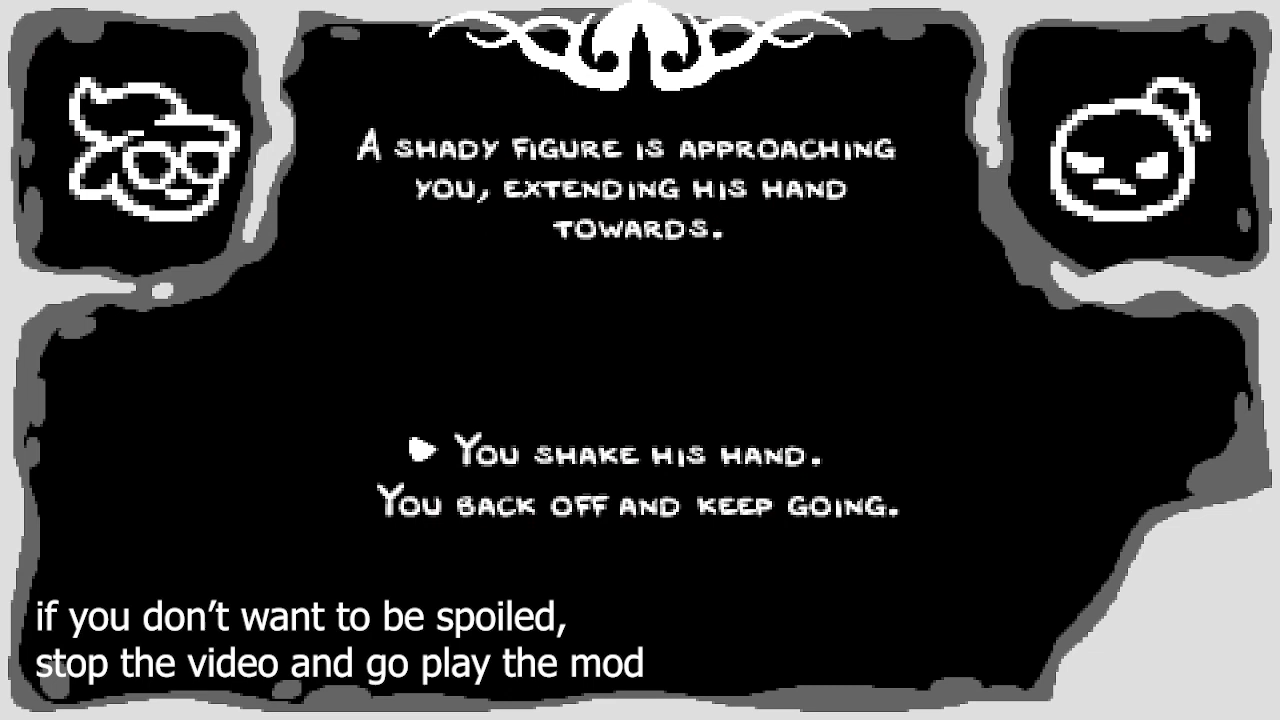 A SHADY FIGURE IS APPROACHING
YOU, EXTENDING HIS HAND
TOWARDS.
YOU SHAKE HIS HAND.
YOU BACK OFF AND KEEP GOING.
if you don't want to be spoiled,
stop the video and go play the mod